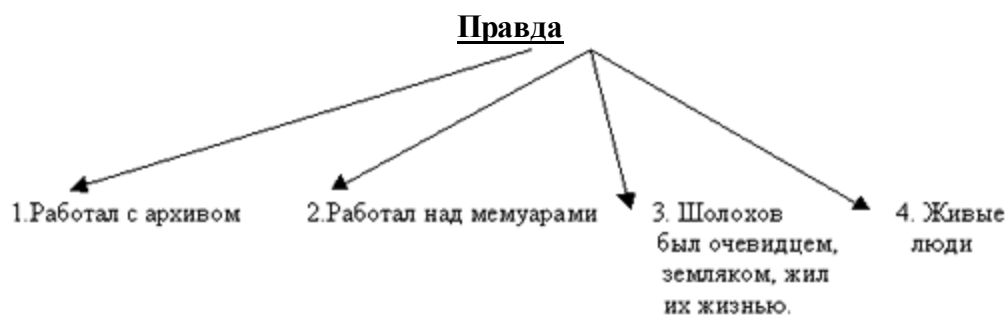 Правда
1.Работал с архивом
2.Работал над мемуарами
3. Шолохов
был очевидцем,
земляком, жил
их жизнью.
4. Живые
люди